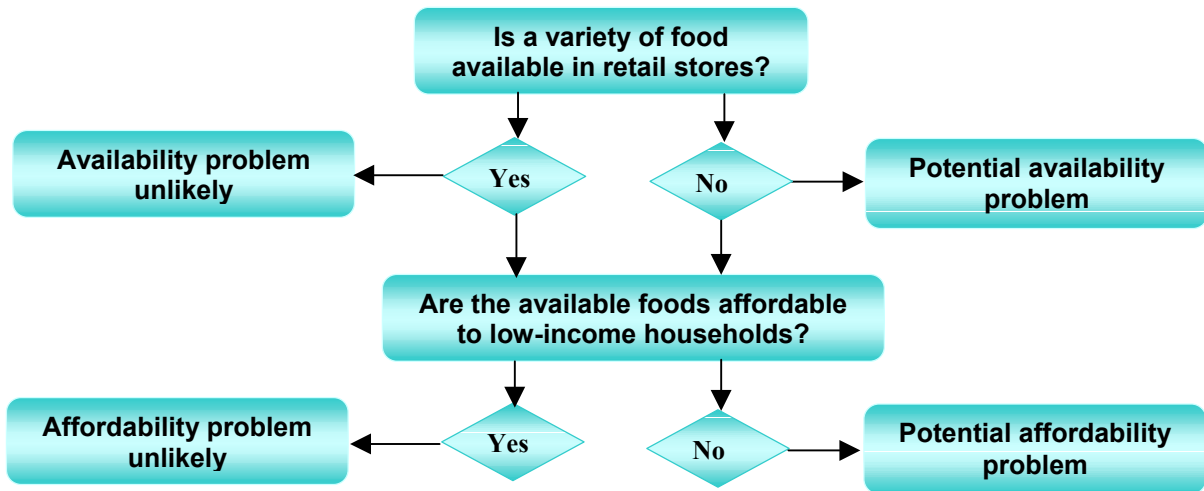 Is a variety of food
available in retail stores?
Availability problem
unlikely
Yes
No
Potential availability
problem
Are the available foods affordable
to low-income households?
Affordability problem
unlikely
Yes
No
Potential affordability
problem